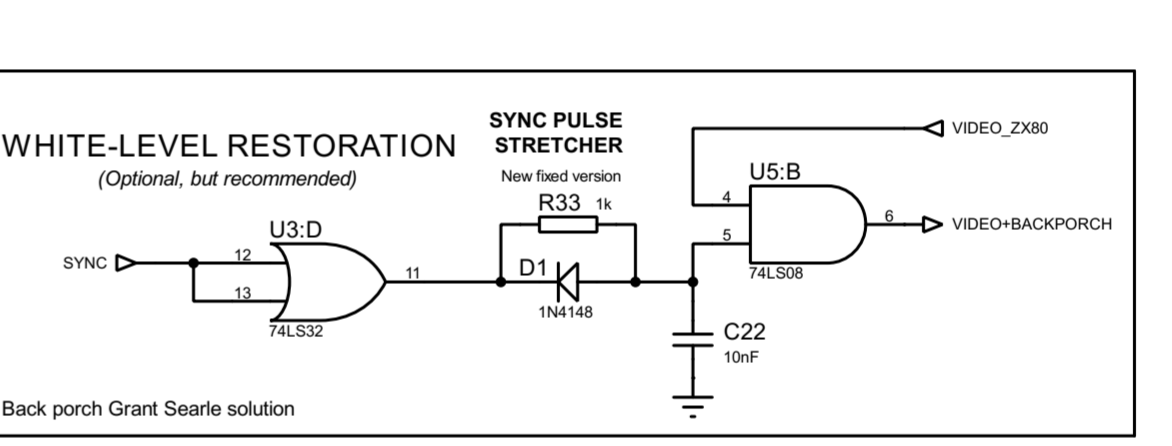 WHITE-LEVEL RESTORATION
(Optional, but recommended)
SYNC PULSE
STRETCHER
New fixed version
R33 1k
VIDEO_ZX80
U5:B
4
5
6
VIDEO+BACKPORCH
74LS08
U3:D
SYNC
12
13
11
74LS32
D1
1N4148
C22
10nF
Back porch Grant Searle solution